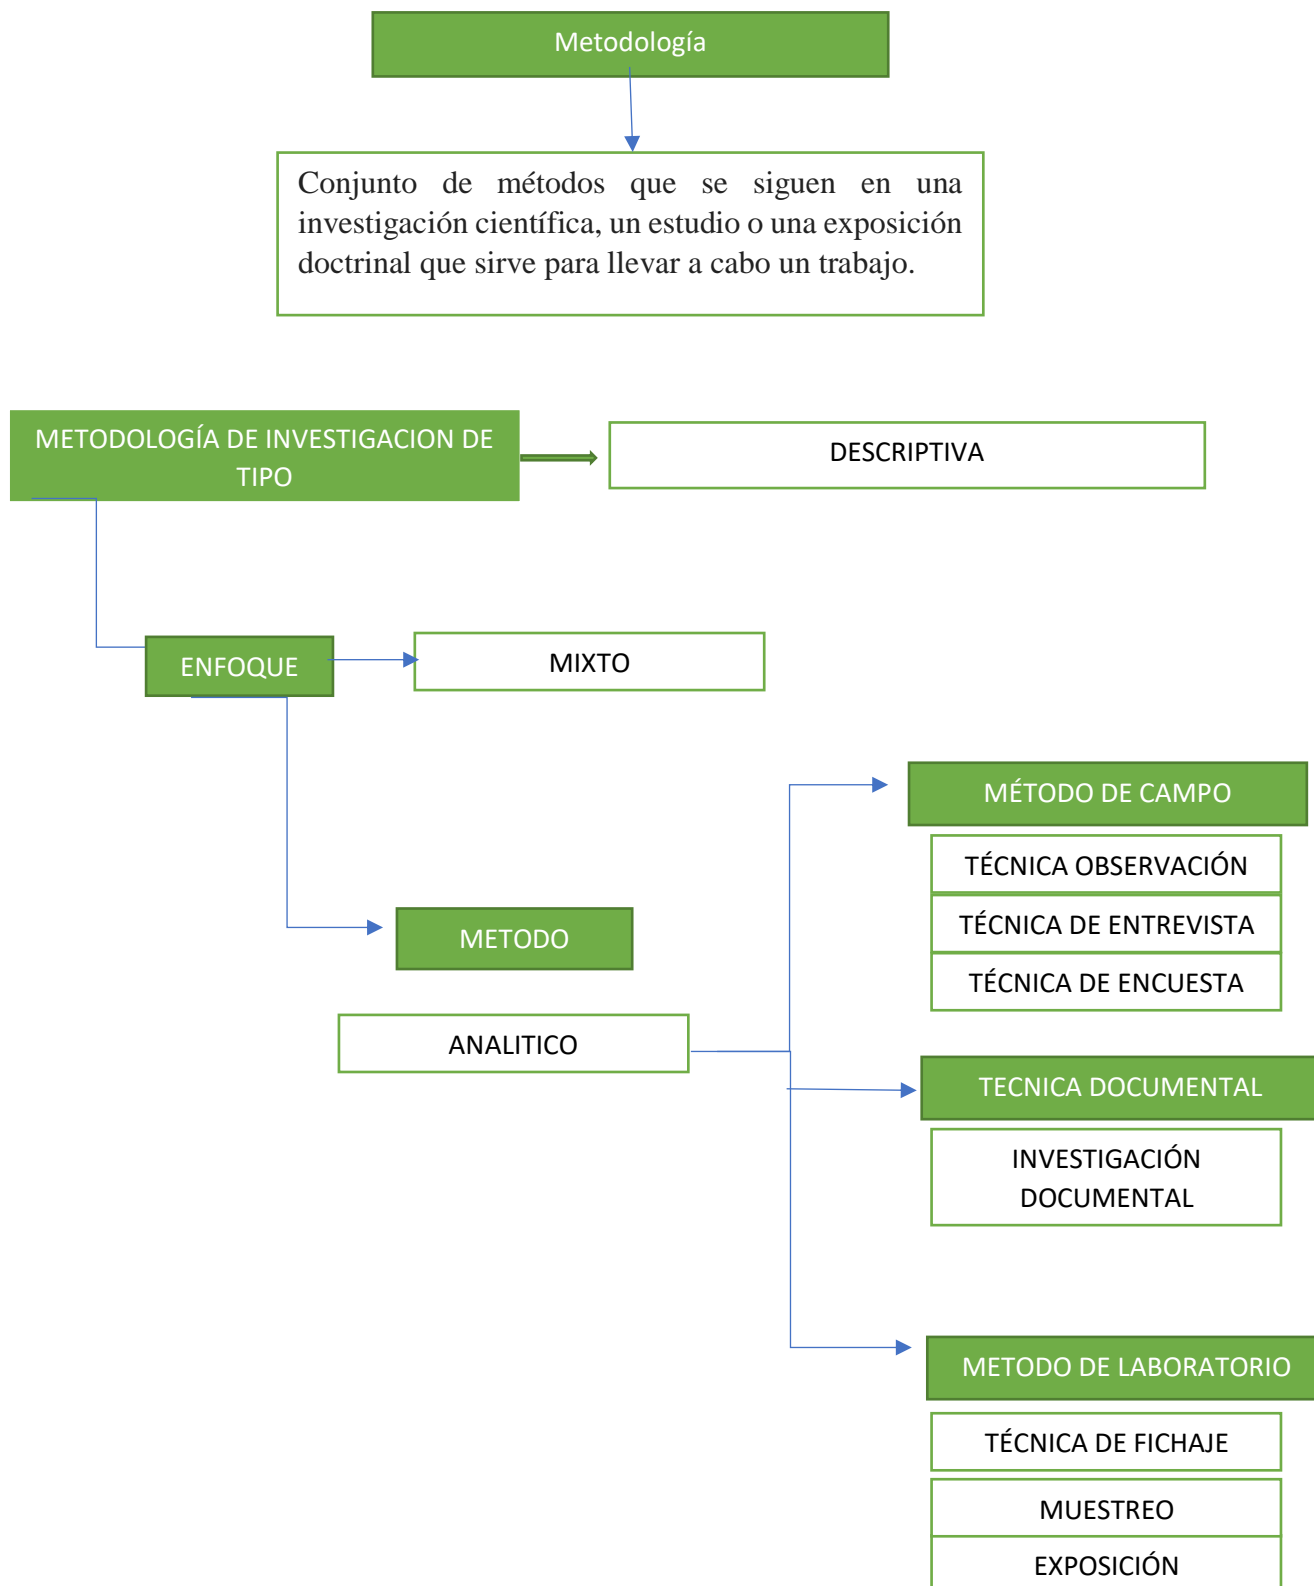 Metodología
Conjunto de métodos que se siguen en una
investigación científica, un estudio o una exposición
doctrinal que sirve para llevar a cabo un trabajo.
METODOLOGÍA DE INVESTIGACION DE
TIPO
DESCRIPTIVA
ENFOQUE
MIXTO
METODO
ANALITICO
MÉTODO DE CAMPO
TÉCNICA OBSERVACIÓN
TÉCNICA DE ENTREVISTA
TÉCNICA DE ENCUESTA
TECNICA DOCUMENTAL
INVESTIGACIÓN
DOCUMENTAL
METODO DE LABORATORIO
TÉCNICA DE FICHAJE
MUESTREO
EXPOSICIÓN